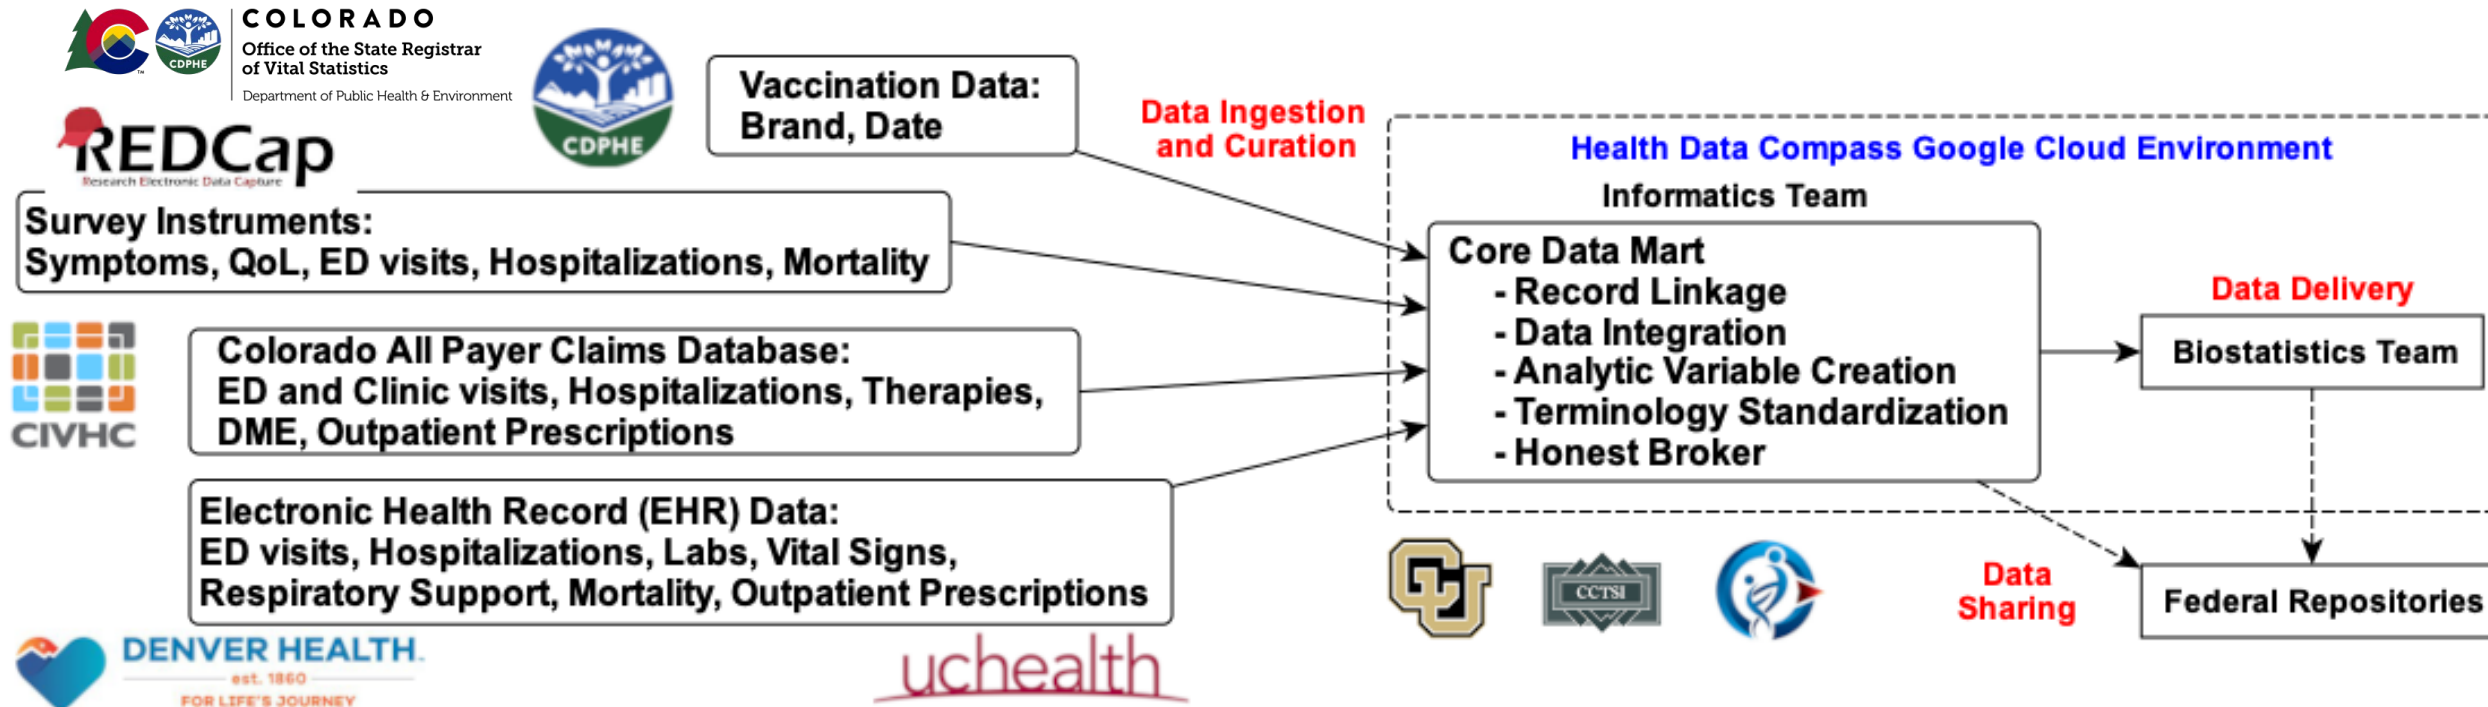 COLORADO
Office of the State Registrar
of Vital Statistics
Department of Public Health & Environment
CDPHE
TM
CDPHE
REDCap
Research Electronic Data Capture
Vaccination Data:
Brand, Date
Survey Instruments:
Symptoms, QoL, ED visits, Hospitalizations, Mortality
CIVHC
Colorado All Payer Claims Database:
ED and Clinic visits, Hospitalizations, Therapies,
DME, Outpatient Prescriptions
Electronic Health Record (EHR) Data:
ED visits, Hospitalizations, Labs, Vital Signs,
Respiratory Support, Mortality, Outpatient Prescriptions
DENVER HEALTH™
est. 1860
FOR LIFE'S JOURNEY
uchealth
Data Ingestion
and Curation
Health Data Compass Google Cloud Environment
Informatics Team
Core Data Mart
- Record Linkage
- Data Integration
- Analytic Variable Creation
- Terminology Standardization
- Honest Broker
Data Delivery
Biostatistics Team
CU
CCTSI
Data
Sharing
Federal Repositories